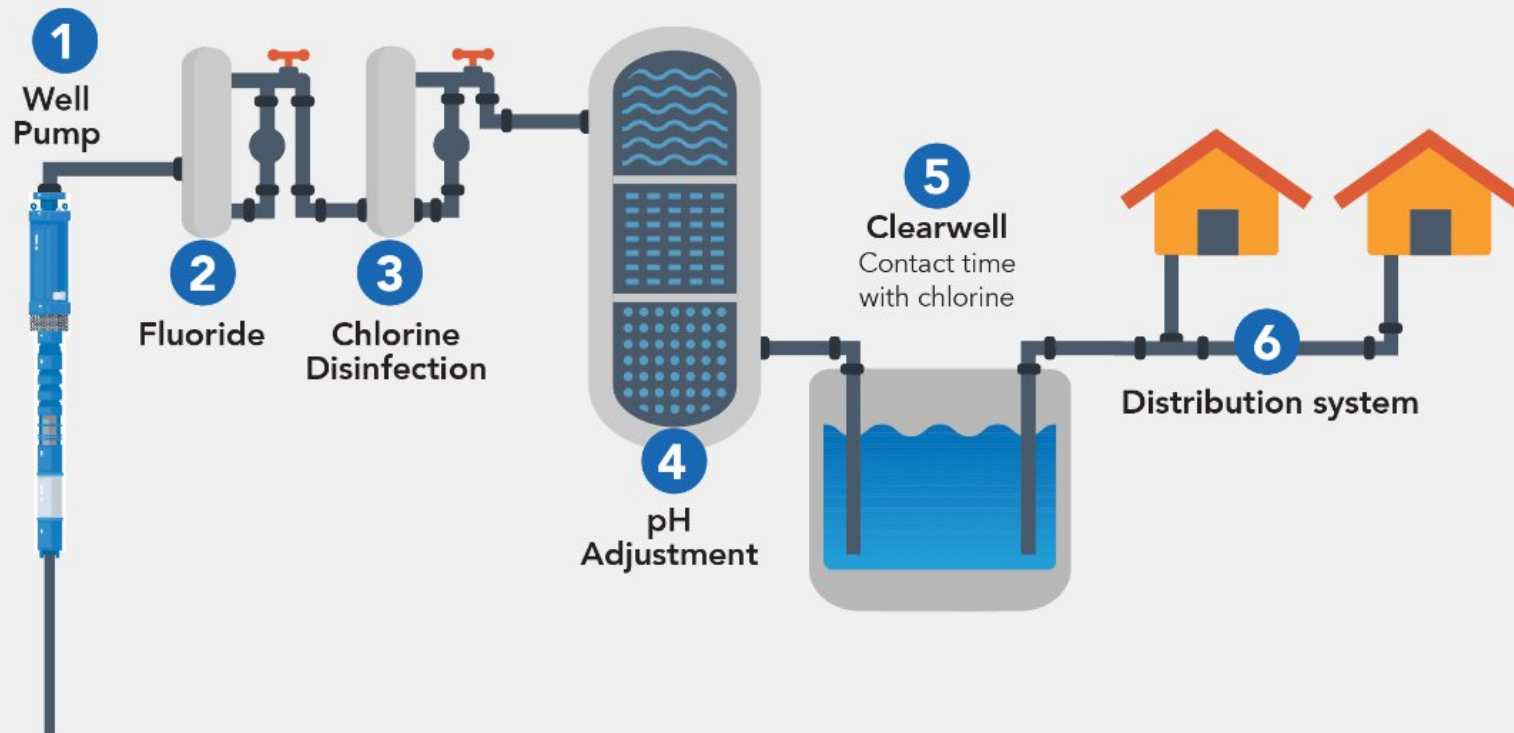 1
Well
Pump
2
Fluoride
3
Chlorine
Disinfection
4
pH
Adjustment
5
Clearwell
Contact time
with chlorine
6
Distribution system